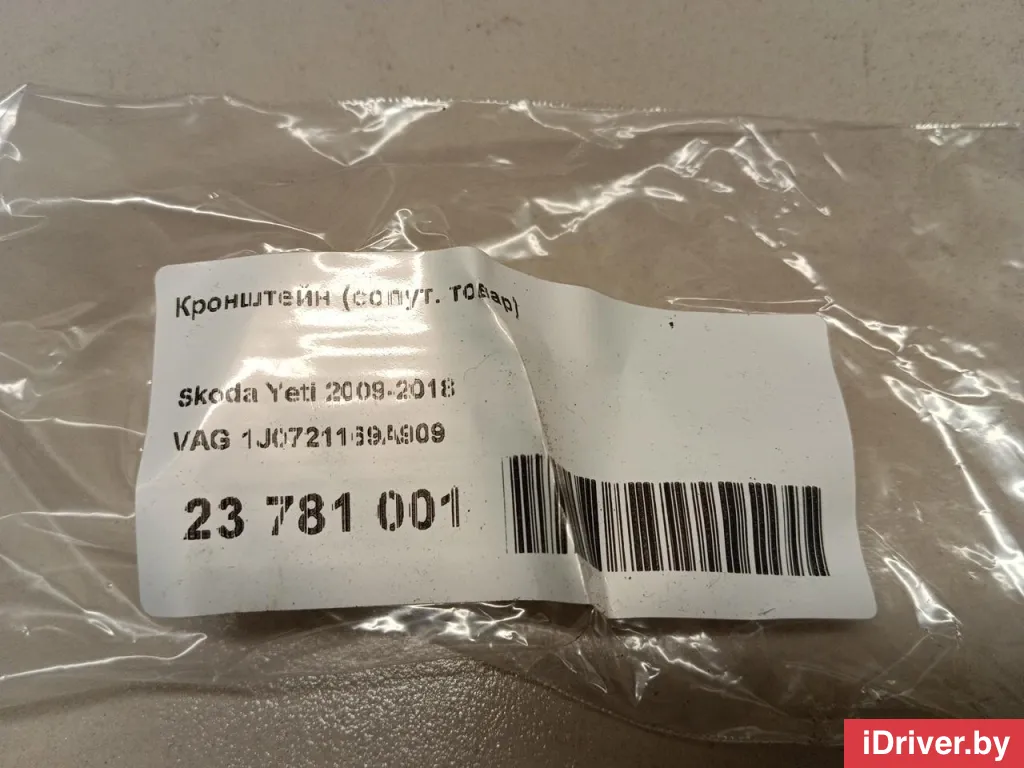 Кронштейн (сопут. товар)
Skoda Yeti 2009-2018
VAG 1J0721169A909
23 781 001
iDriver.by